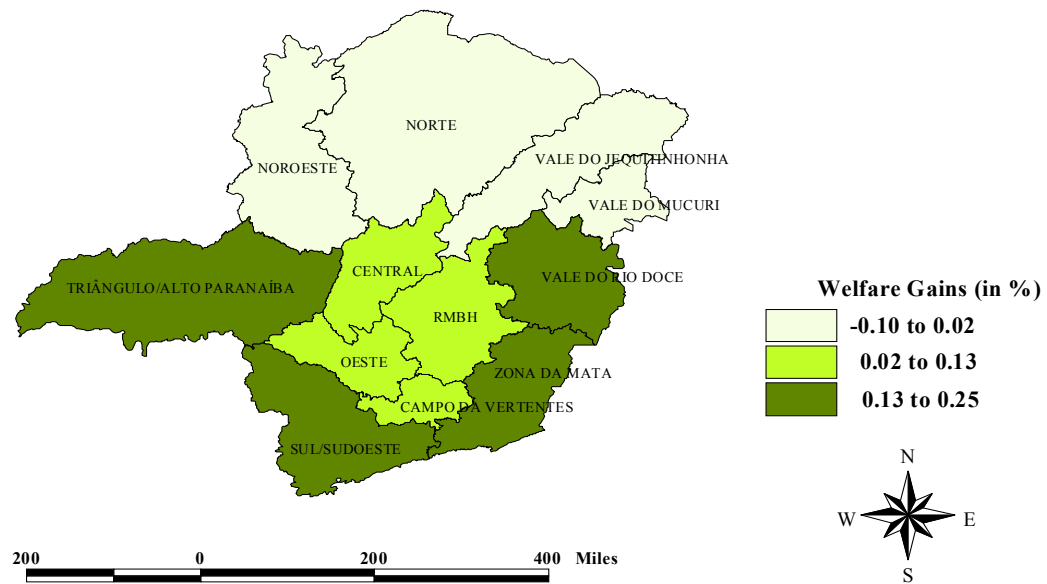 NORTE
NOROESTE
VALE DO JEQUITINHONHA
VALE DO MUCURI
CENTRAL
VALE DO RIO DOCE
TRIÂNGULO/ALTO PARANAÍBA
RMBH
OESTE
ZONA DA MATA
CAMPO DA VERTENTES
SUL/SUDOESTE
Welfare Gains (in %)
-0.10 to 0.02
0.02 to 0.13
0.13 to 0.25
N
W E
S
200 0 200 400 Miles